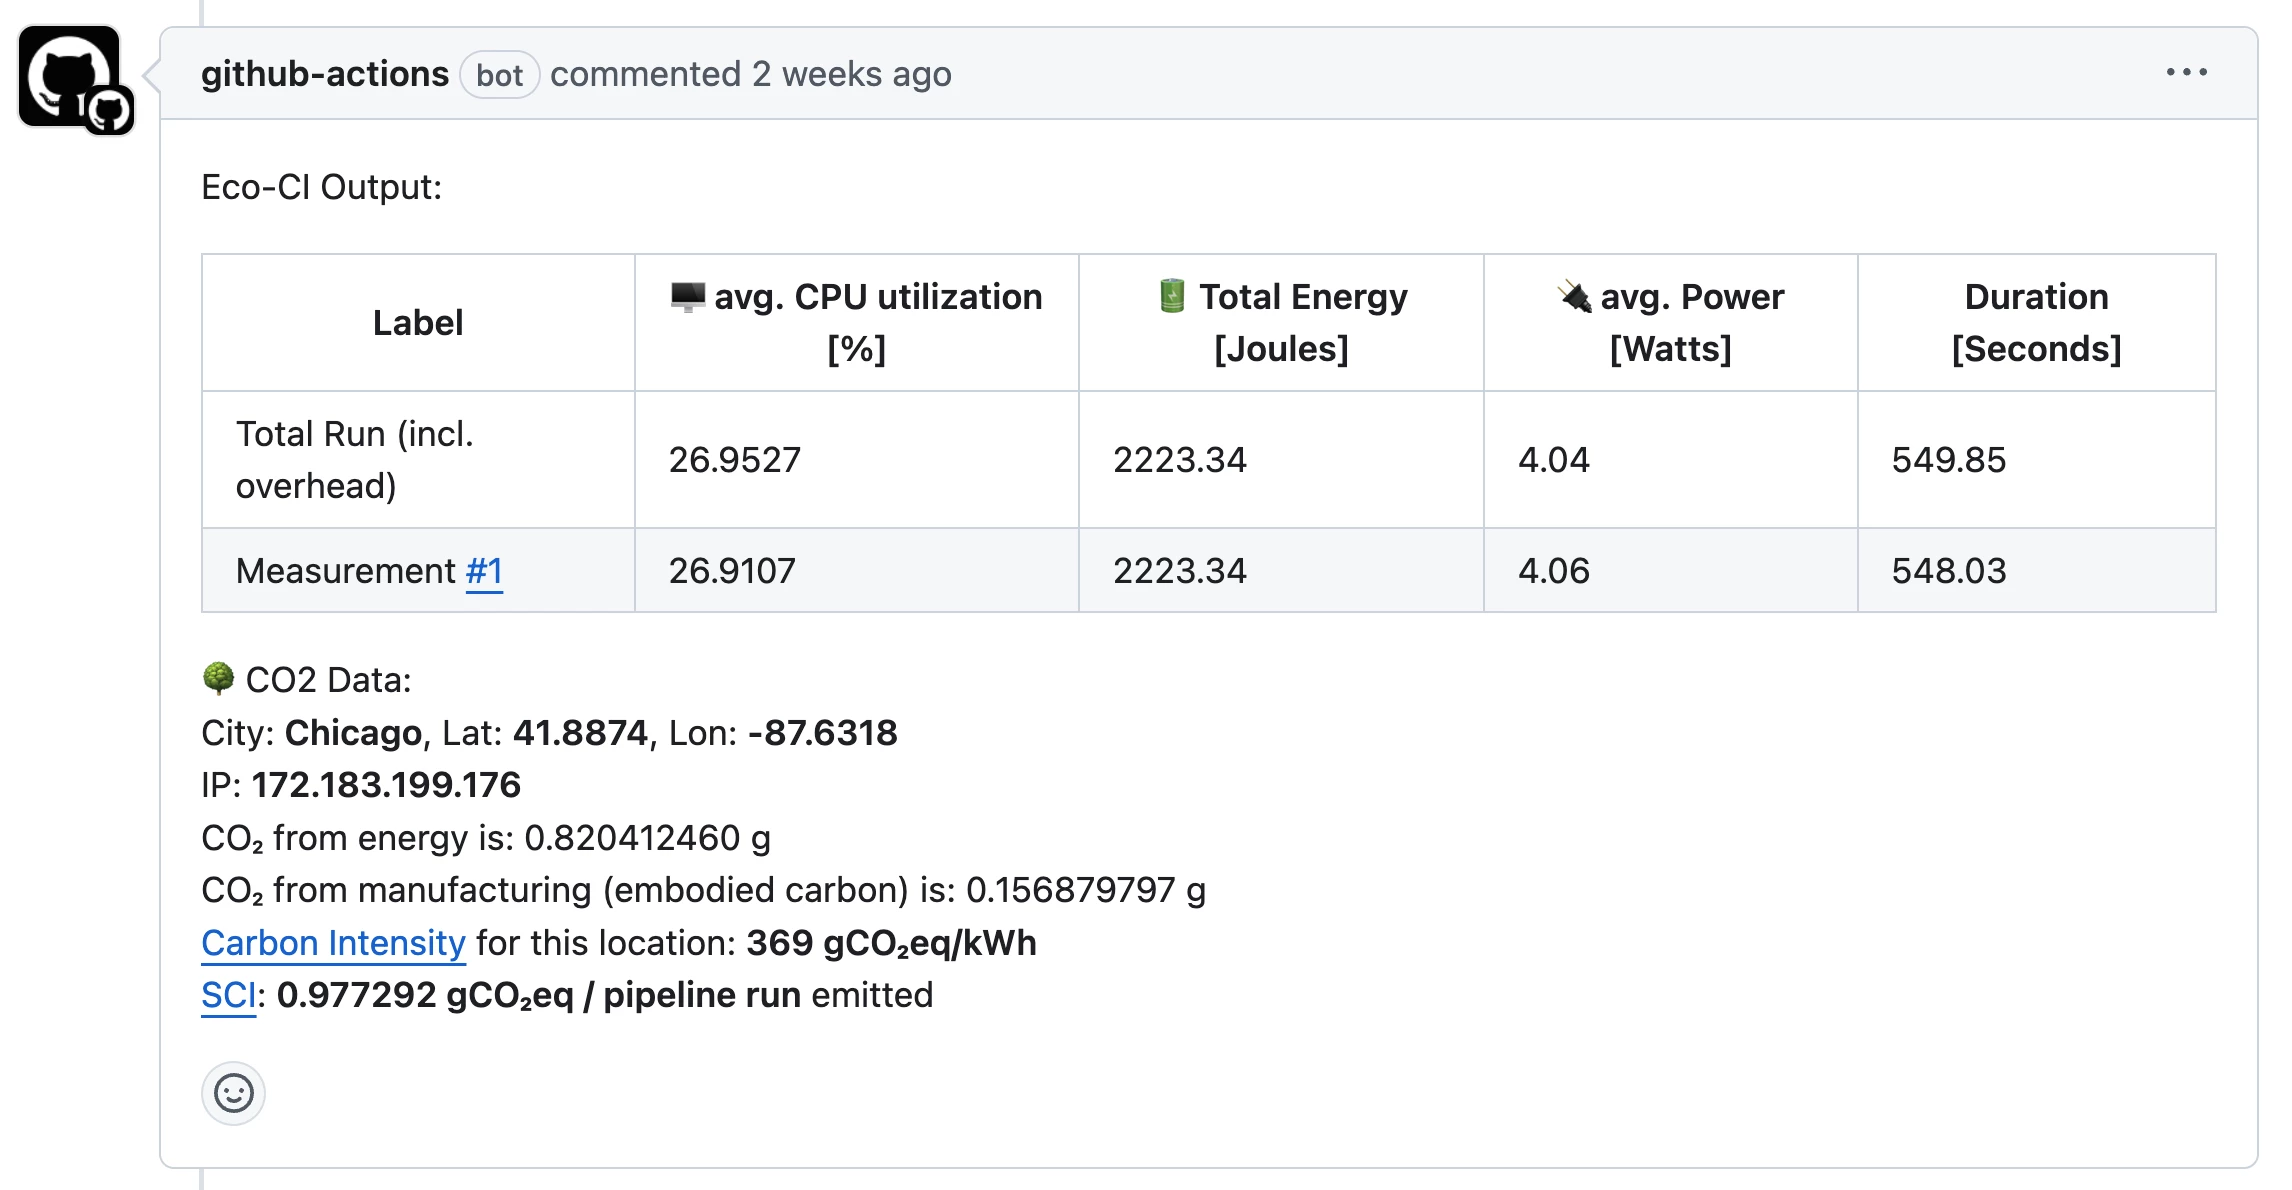 github-actions bot commented 2 weeks ago
Eco-CI Output:
Label
🖥️ avg. CPU utilization
[%]
🔋 Total Energy
[Joules]
🔌 avg. Power
[Watts]
Duration
[Seconds]
Total Run (incl.
overhead)
26.9527
2223.34
4.04
549.85
Measurement #1
26.9107
2223.34
4.06
548.03
🌳 CO2 Data:
City: Chicago, Lat: 41.8874, Lon: -87.6318
IP: 172.183.199.176
CO₂ from energy is: 0.820412460 g
CO₂ from manufacturing (embodied carbon) is: 0.156879797 g
Carbon Intensity for this location: 369 gCO₂eq/kWh
SCI: 0.977292 gCO₂eq / pipeline run emitted